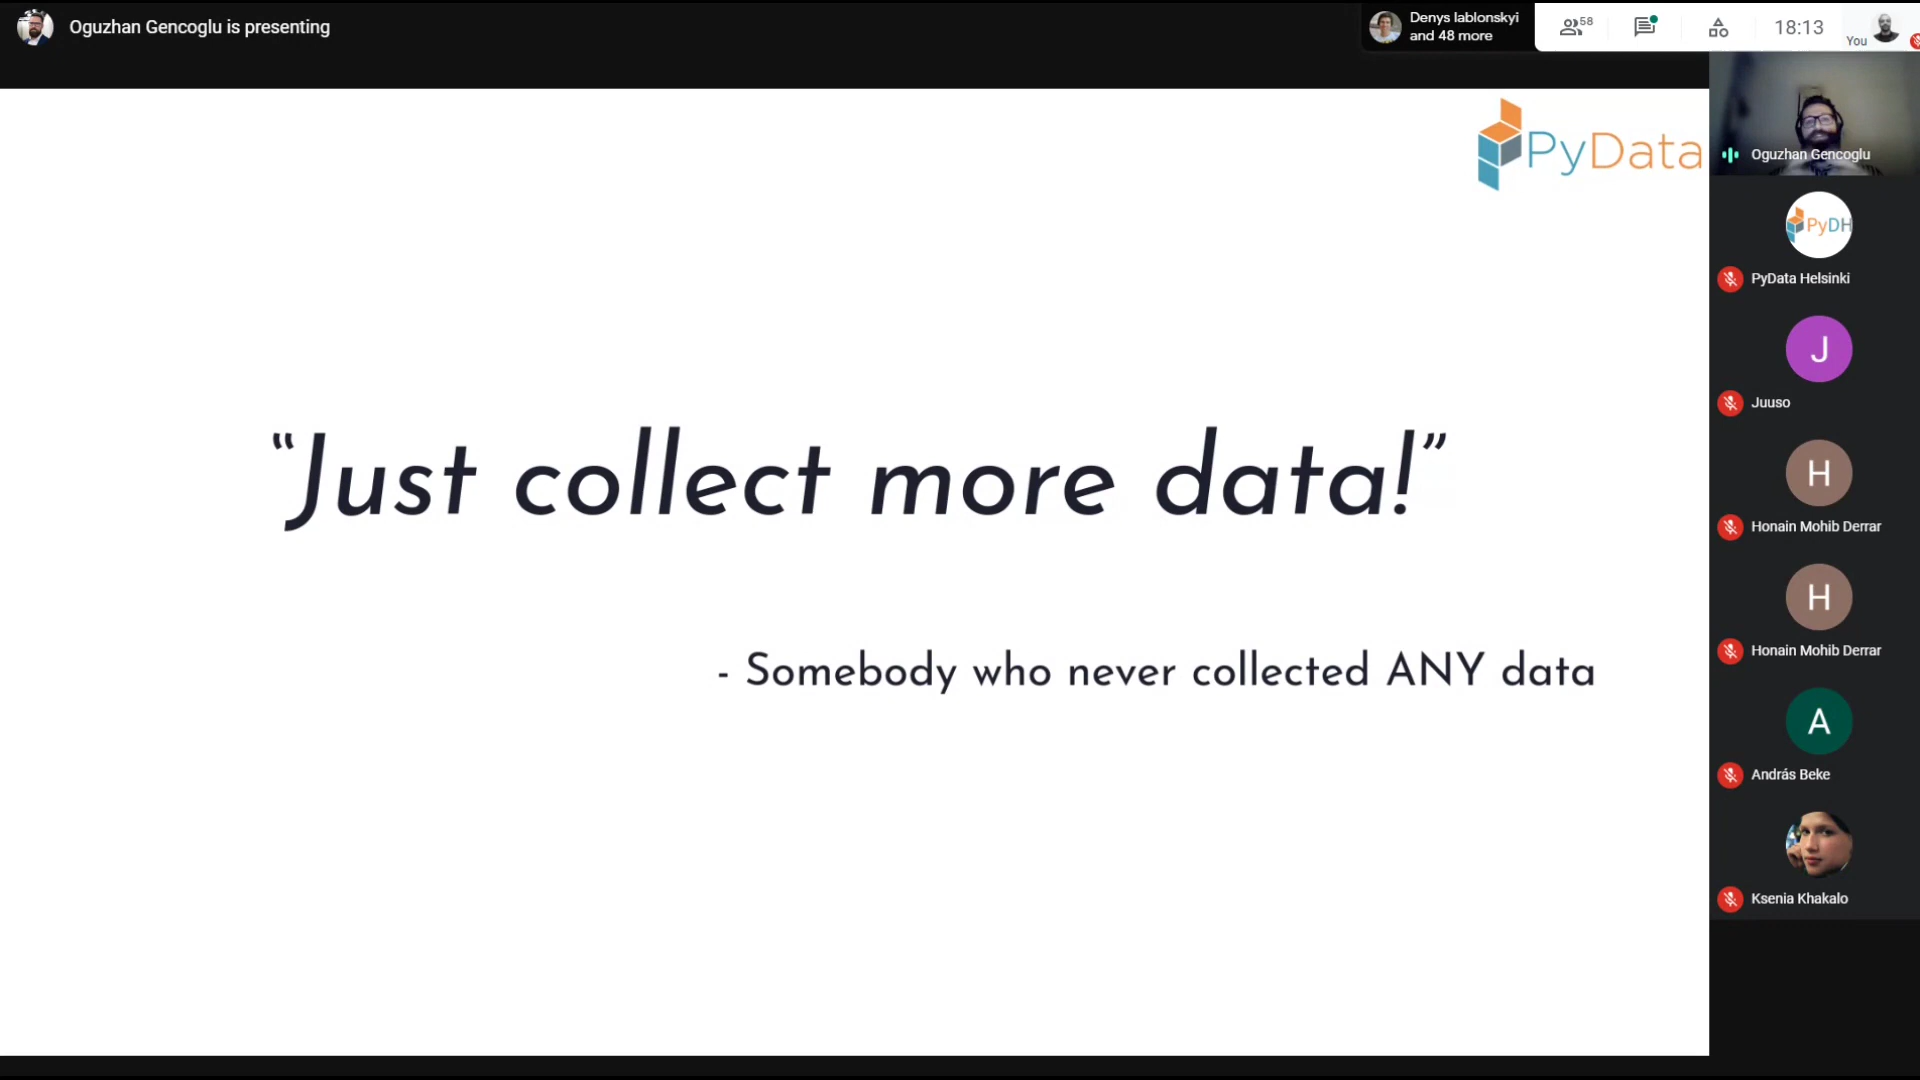 Oguzhan Gencoglu is presenting
Denys Iablonskyi
and 48 more
58
18:13
You
PyData
Oguzhan Gencoglu
PyDH
PyData Helsinki
J
Juuso
“Just collect more data!”
H
Honain Mohib Derrar
H
Honain Mohib Derrar
- Somebody who never collected ANY data
A
András Beke
Ksenia Khakalo